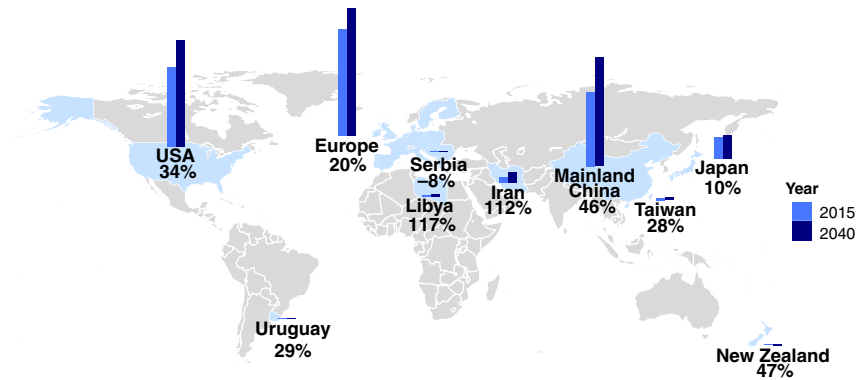 USA
34%
Europe
20%
Serbia
−8%
Libya
117%
Iran
112%
Mainland
China
46%
Taiwan
28%
Japan
10%
Year
2015
2040
Uruguay
29%
New Zealand
47%